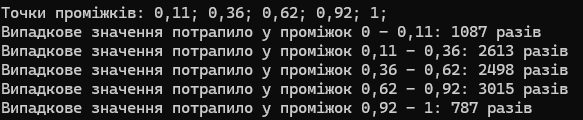 Точки проміжків: 0,11; 0,36; 0,62; 0,92; 1;
Випадкове значення потрапило у проміжок 0 – 0,11: 1087 разів
Випадкове значення потрапило у проміжок 0,11 – 0,36: 2613 разів
Випадкове значення потрапило у проміжок 0,36 – 0,62: 2498 разів
Випадкове значення потрапило у проміжок 0,62 – 0,92: 3015 разів
Випадкове значення потрапило у проміжок 0,92 – 1: 787 разів